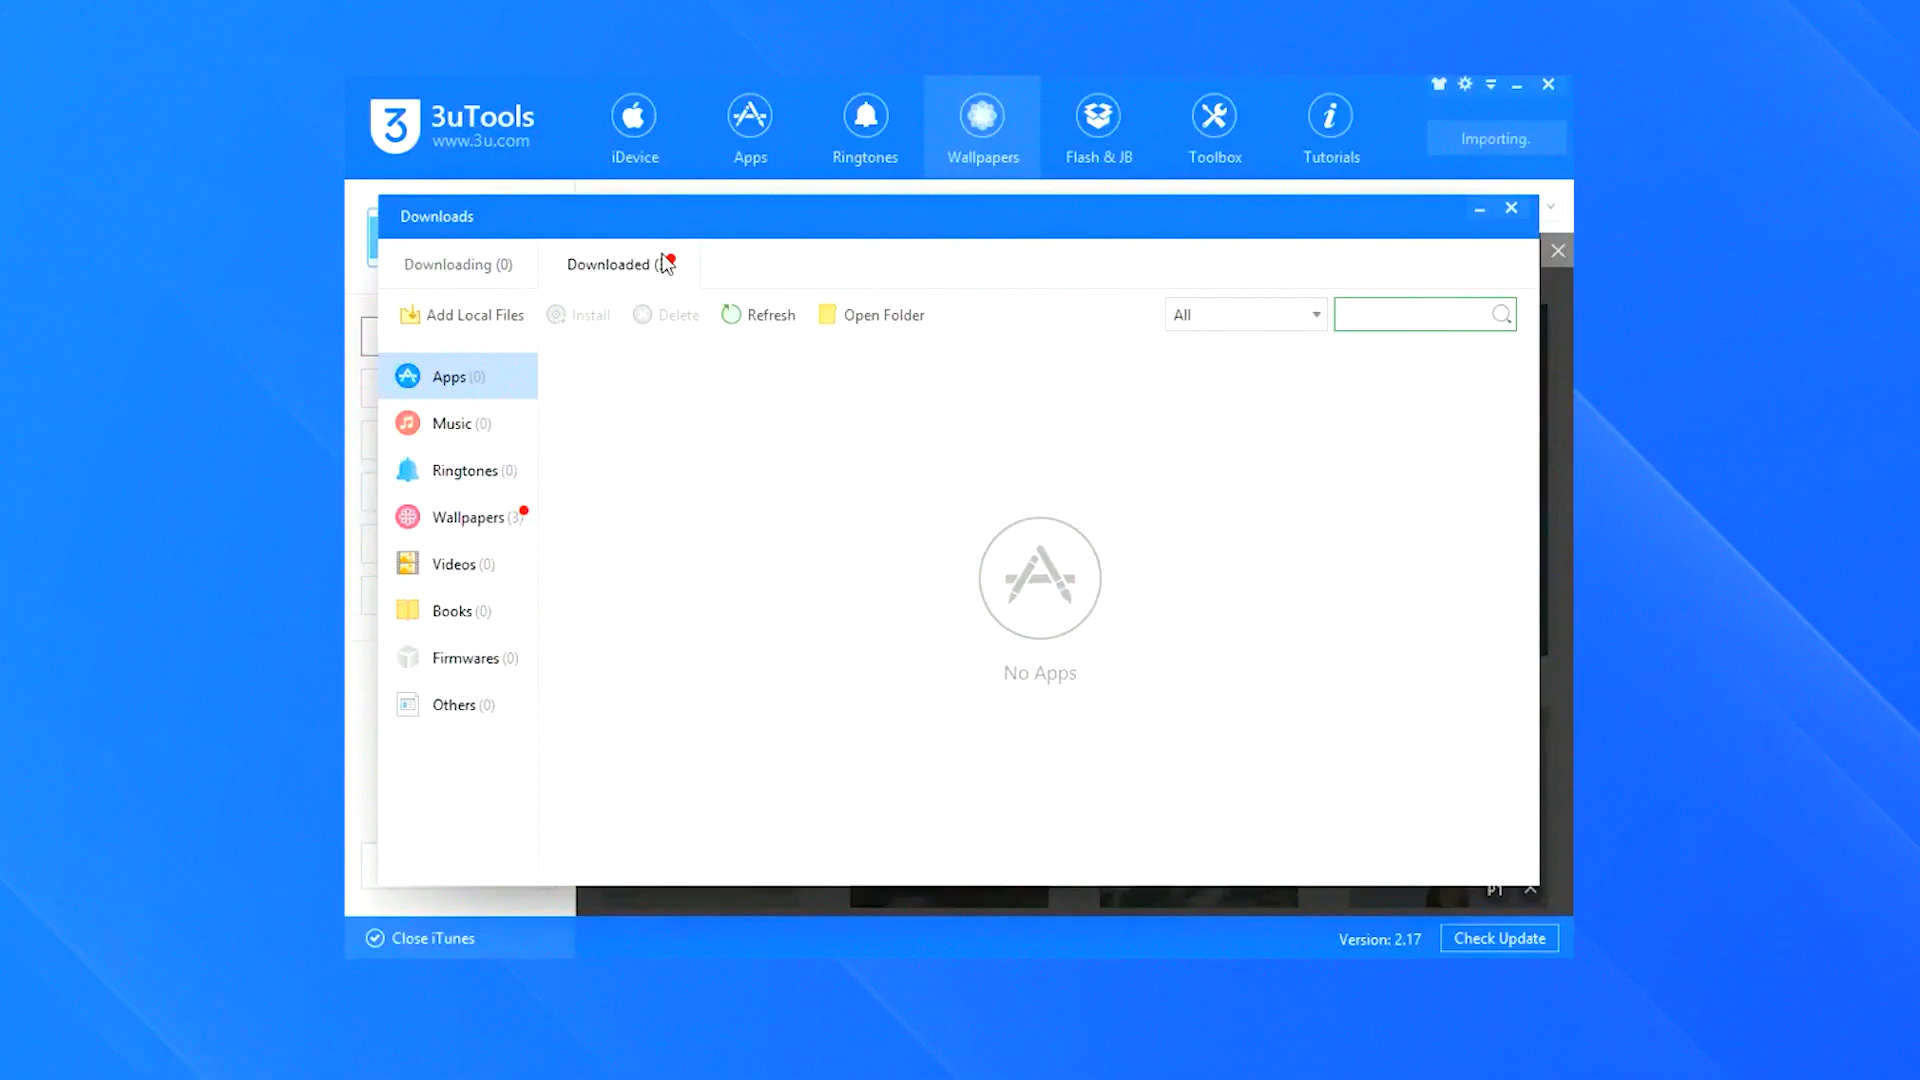 3 3uTools
www.3u.com
iDevice
Apps
Ringtones
Wallpapers
Flash & JB
Toolbox
Tutorials
Importing.
Downloads
Downloading (0)
Downloaded (
Add Local Files
Install
Delete
Refresh
Open Folder
All
Apps (0)
Music (0)
Ringtones (0)
Wallpapers (3)
Videos (0)
Books (0)
Firmwares (0)
Others (0)
No Apps
Close iTunes
Version: 2.17
Check Update